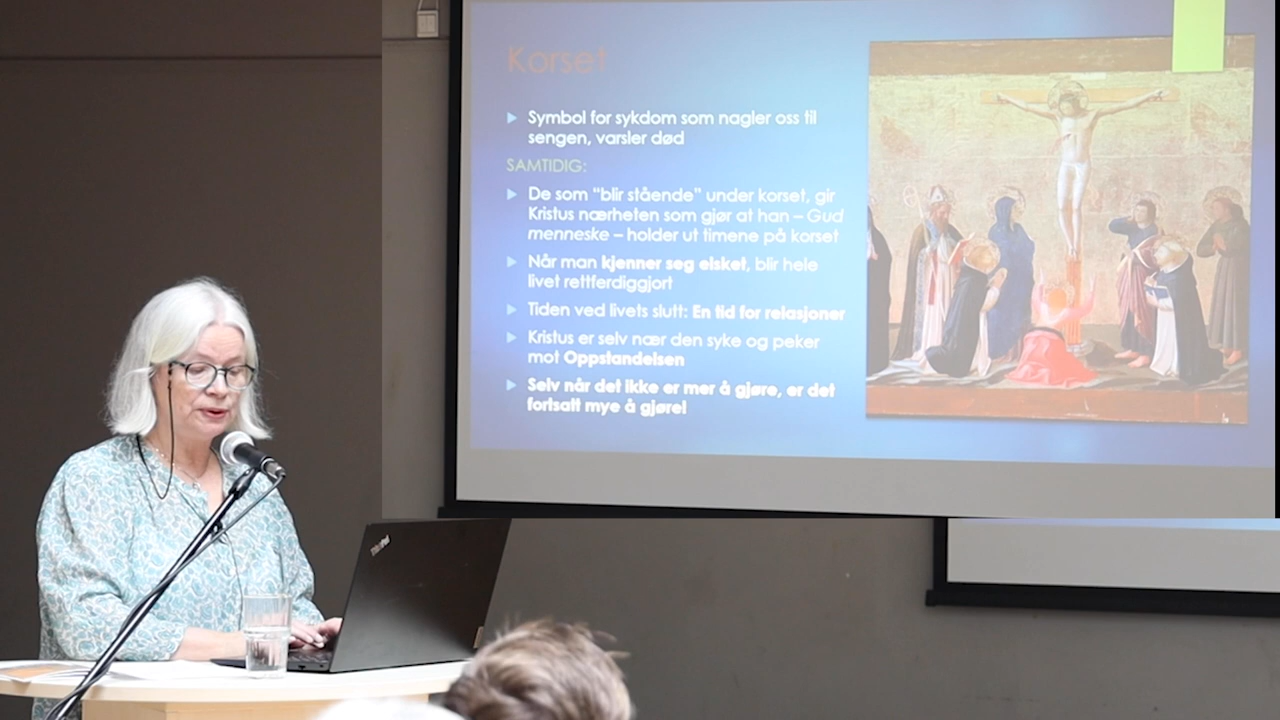 Korset
Symbol for sykdom som nagler oss til
sengen, varsler død
SAMTIDIG:
De som "blir stående" under korset, gir
Kristus nærheten som gjør at han – Gud
menneske – holder ut timene på korset
Når man kjenner seg elsket, blir hele
livet rettferdiggjort
Tiden ved livets slutt: En tid for relasjoner
Kristus er selv nær den syke og peker
mot Oppstandelsen
Selv når det ikke er mer å gjøre, er det
fortsatt mye å gjøre!
ThinkPad